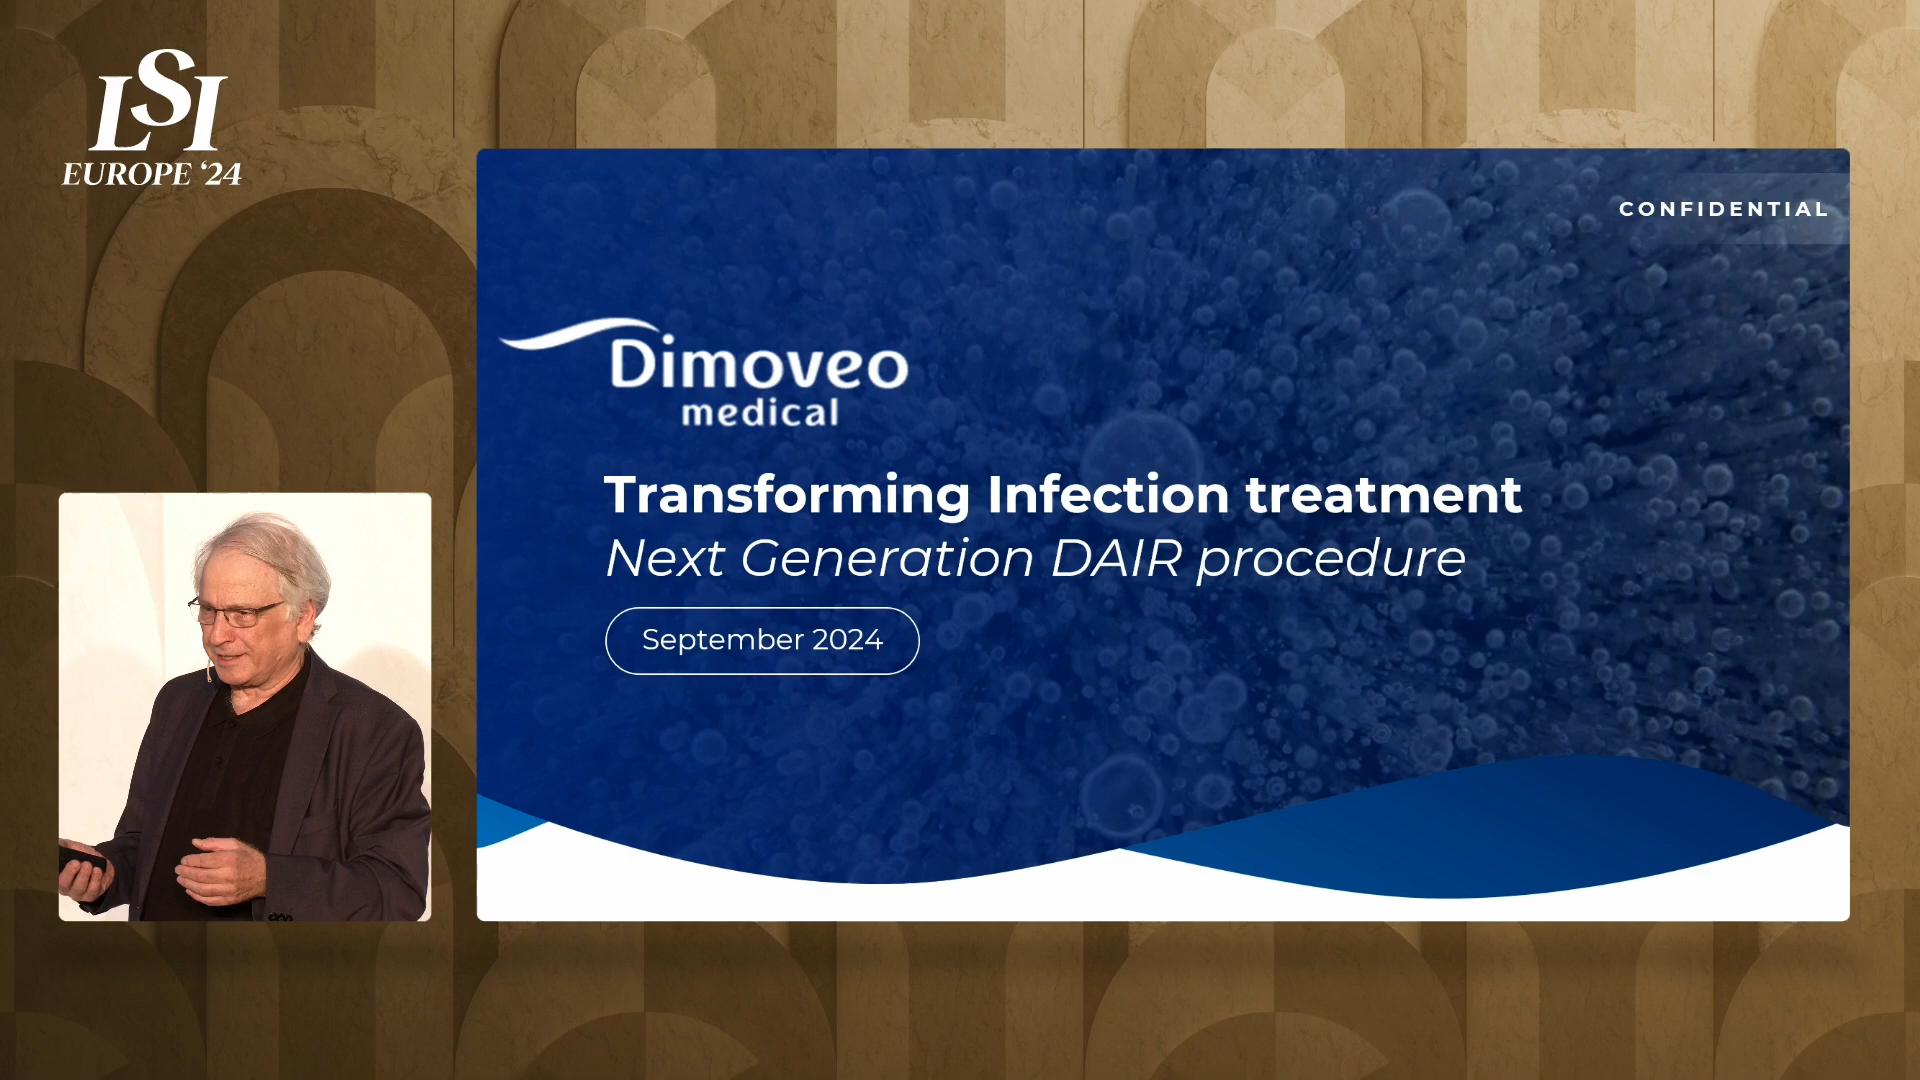 LSI
EUROPE ‘24
CONFIDENTIAL
Dimoveo
medical
Transforming Infection treatment
Next Generation DAIR procedure
September 2024